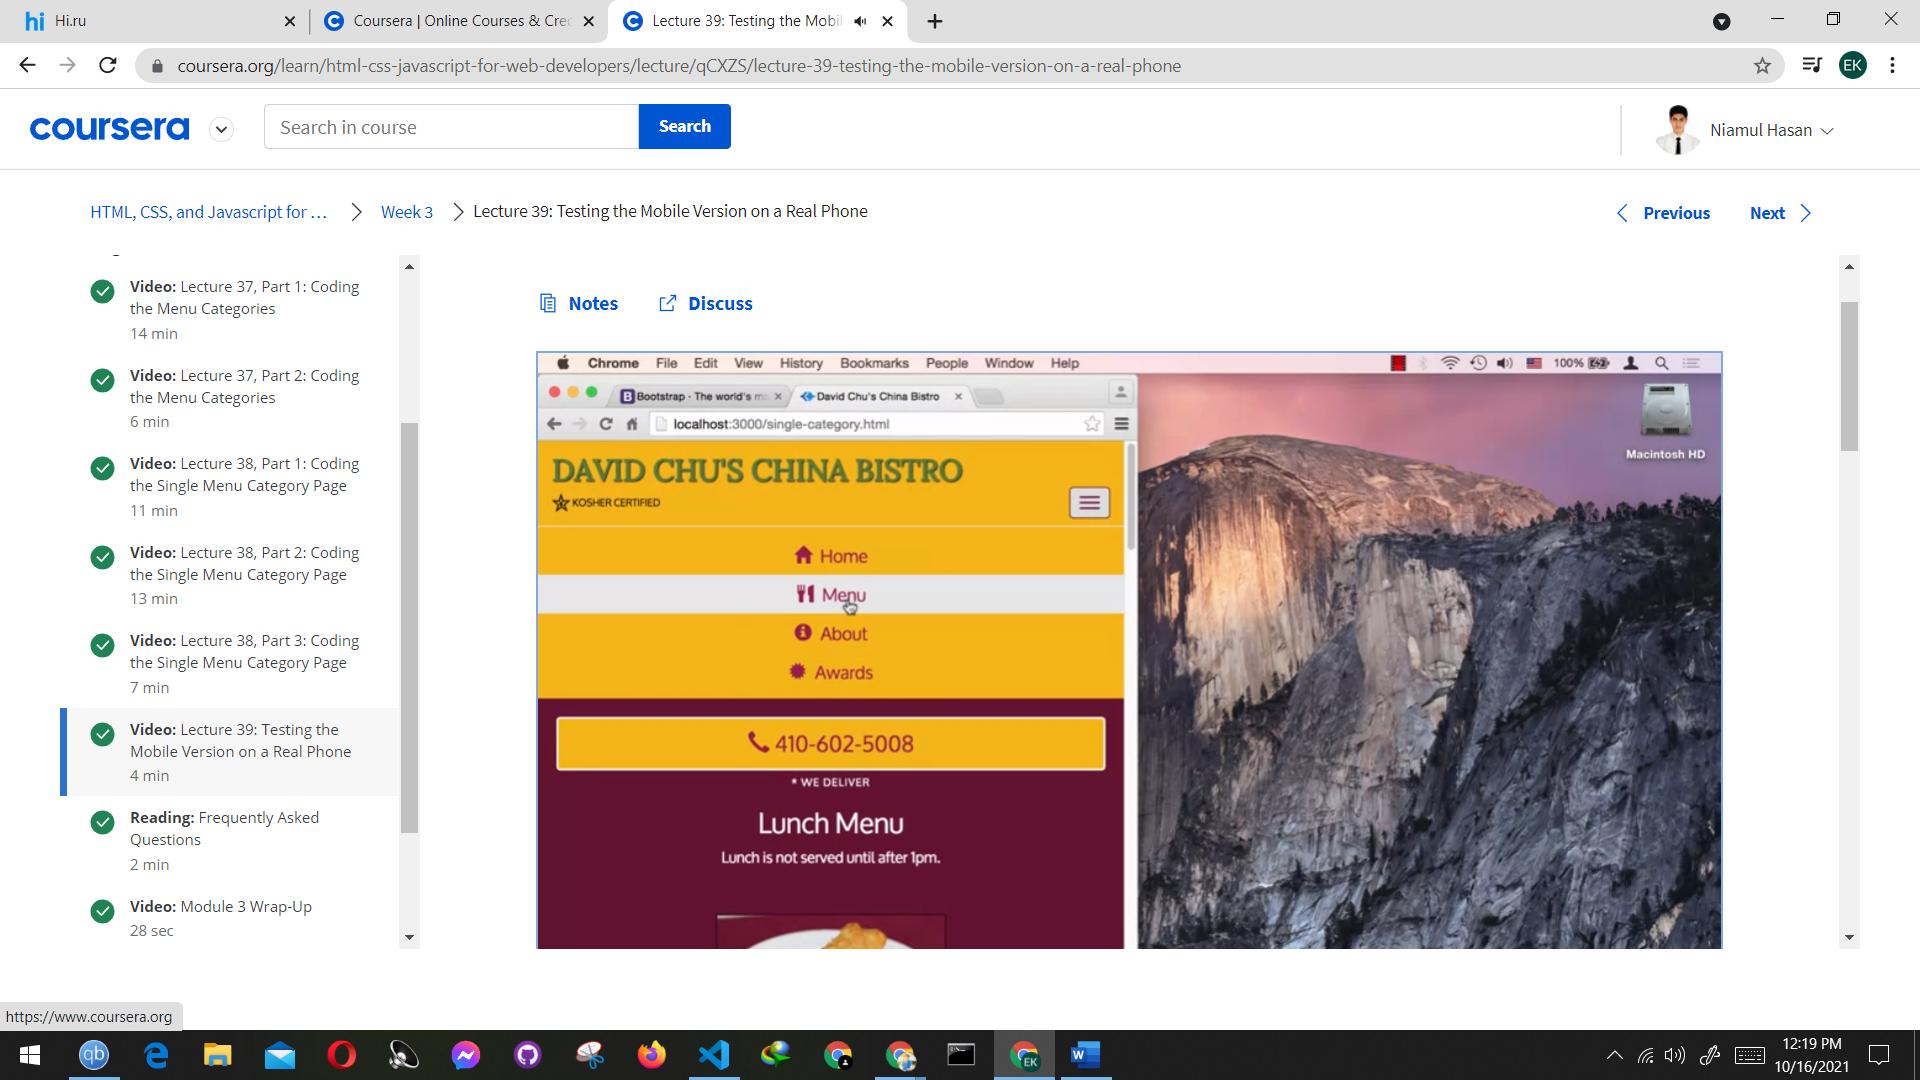 hi Hi.ru
Coursera | Online Courses & Cre
Lecture 39: Testing the Mobil
coursera.org/learn/html-css-javascript-for-web-developers/lecture/qCXZS/lecture-39-testing-the-mobile-version-on-a-real-phone
EK
coursera
Search in course
Search
Niamul Hasan
HTML, CSS, and Javascript for …
Week 3
Lecture 39: Testing the Mobile Version on a Real Phone
Previous
Next
Video: Lecture 37, Part 1: Coding
the Menu Categories
14 min
Video: Lecture 37, Part 2: Coding
the Menu Categories
6 min
Video: Lecture 38, Part 1: Coding
the Single Menu Category Page
11 min
Video: Lecture 38, Part 2: Coding
the Single Menu Category Page
13 min
Video: Lecture 38, Part 3: Coding
the Single Menu Category Page
7 min
Video: Lecture 39: Testing the
Mobile Version on a Real Phone
4 min
Reading: Frequently Asked
Questions
2 min
Video: Module 3 Wrap-Up
28 sec
Notes
Discuss
Chrome File Edit View History Bookmarks People Window Help
100%
B Bootstrap - The world's m
David Chu's China Bistro
localhost:3000/single-category.html
Macintosh HD
DAVID CHU'S CHINA BISTRO
KOSHER CERTIFIED
Home
Menu
About
Awards
410-602-5008
* WE DELIVER
Lunch Menu
Lunch is not served until after 1pm.
https://www.coursera.org
qb
EK
W
12:19 PM
10/16/2021